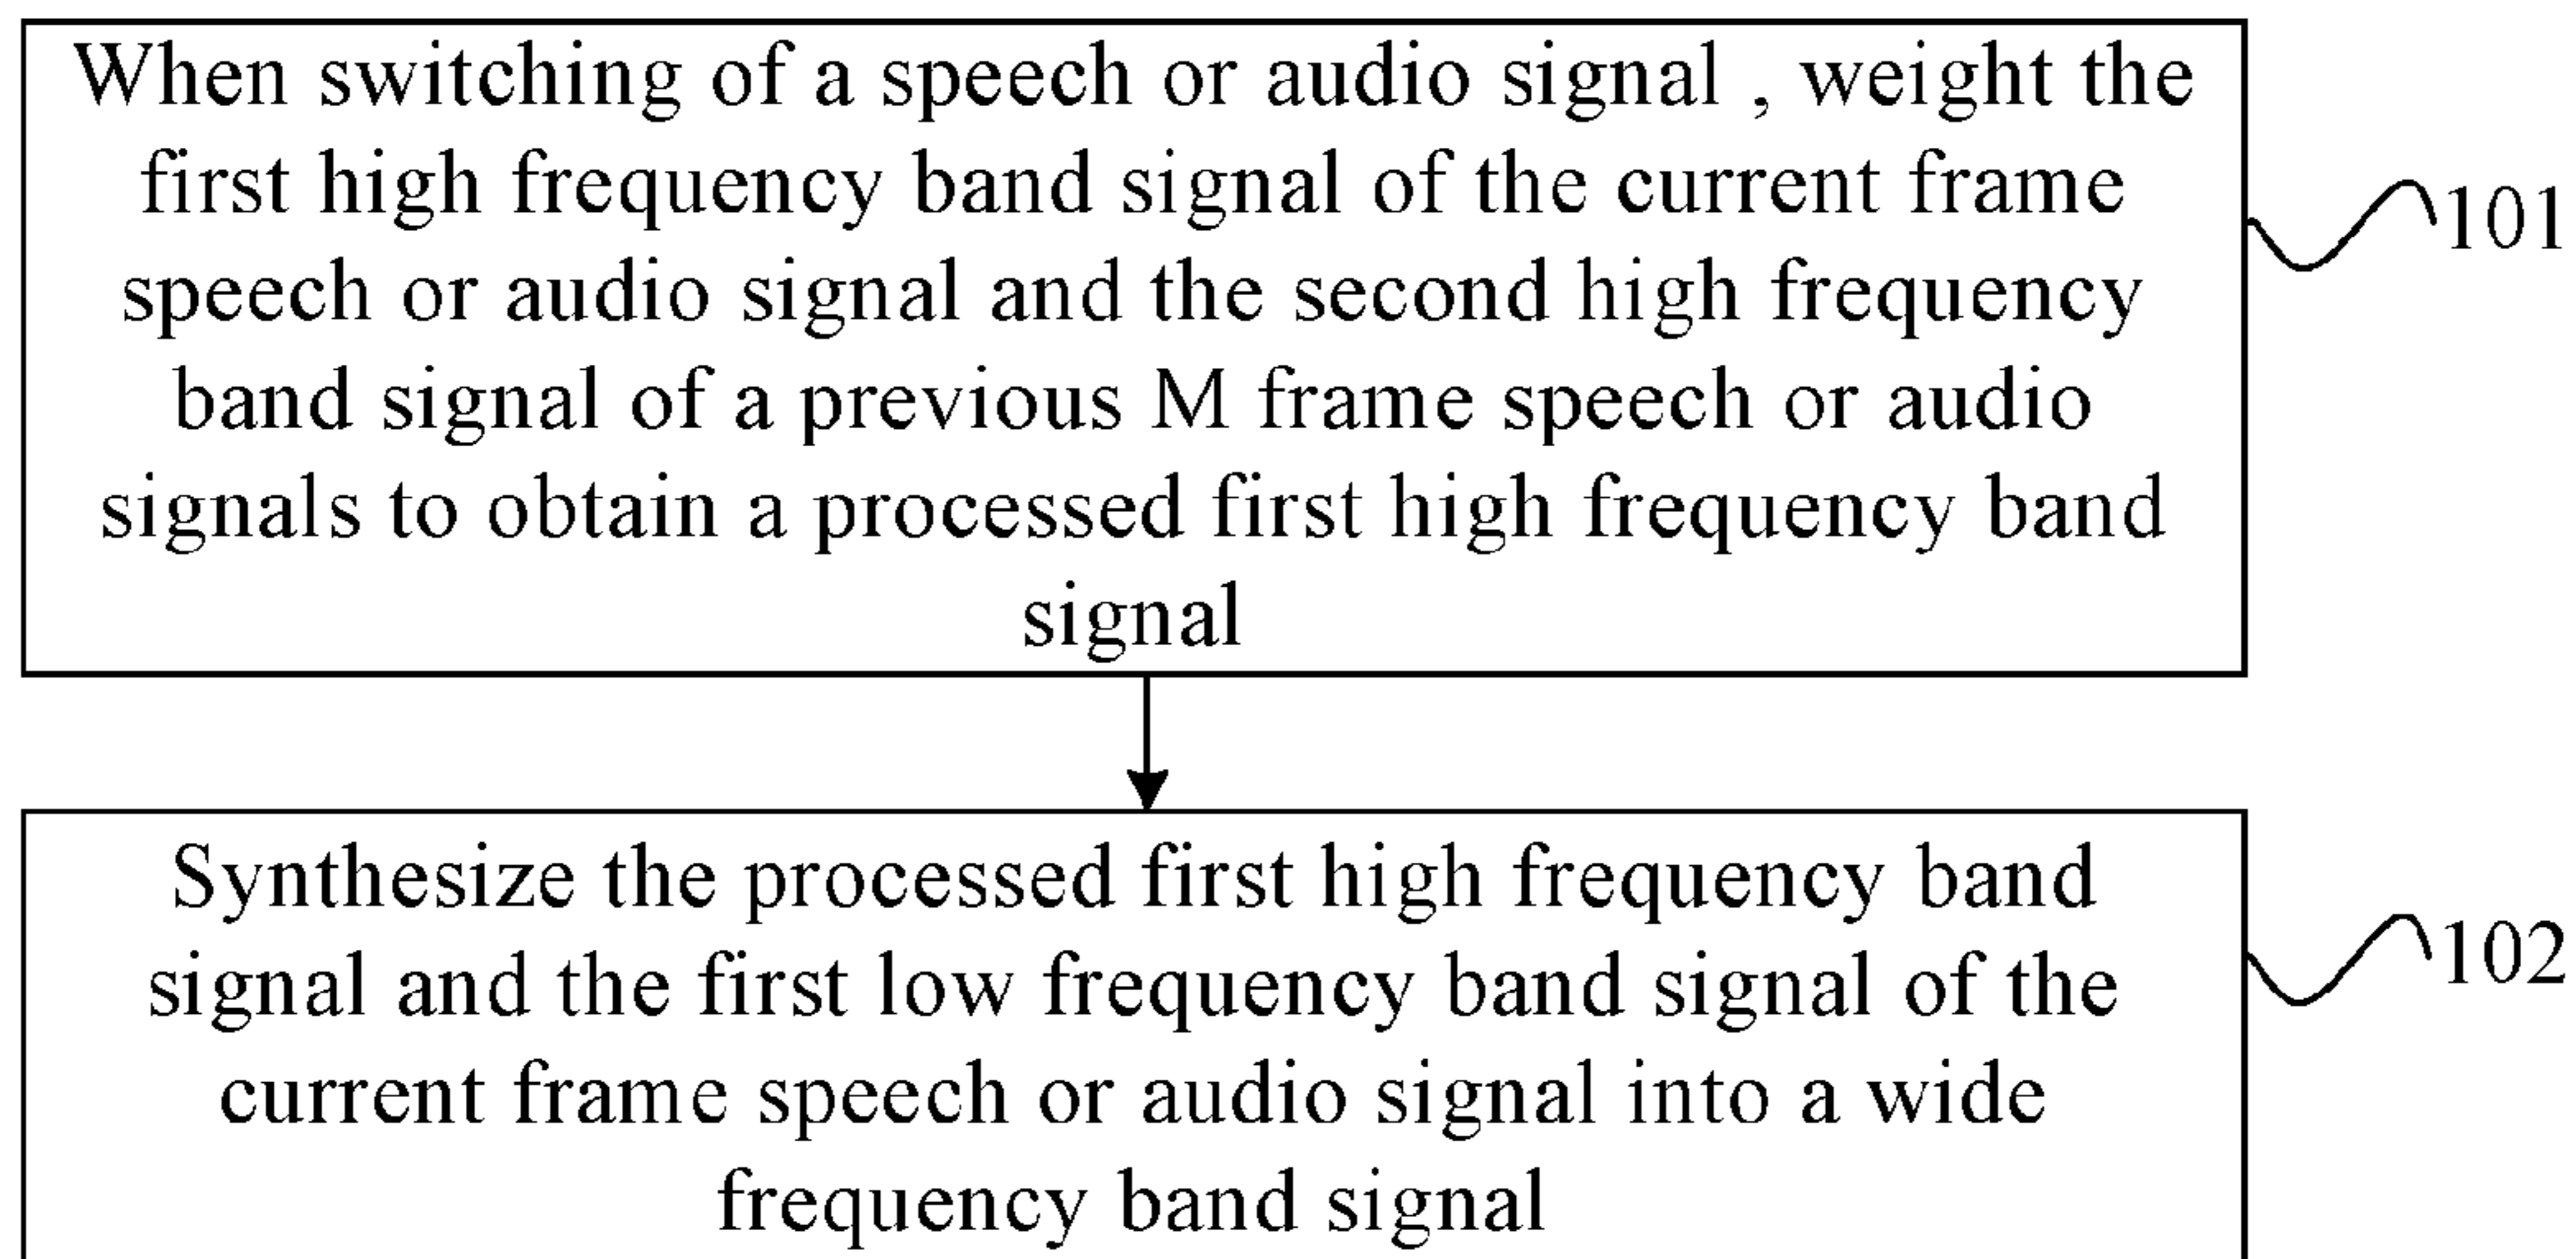 When switching of a speech or audio signal , weight the
first high frequency band signal of the current frame
speech or audio signal and the second high frequency
band signal of a previous M frame speech or audio
signals to obtain a processed first high frequency band
signal
101
Synthesize the processed first high frequency band
signal and the first low frequency band signal of the
current frame speech or audio signal into a wide
frequency band signal
102